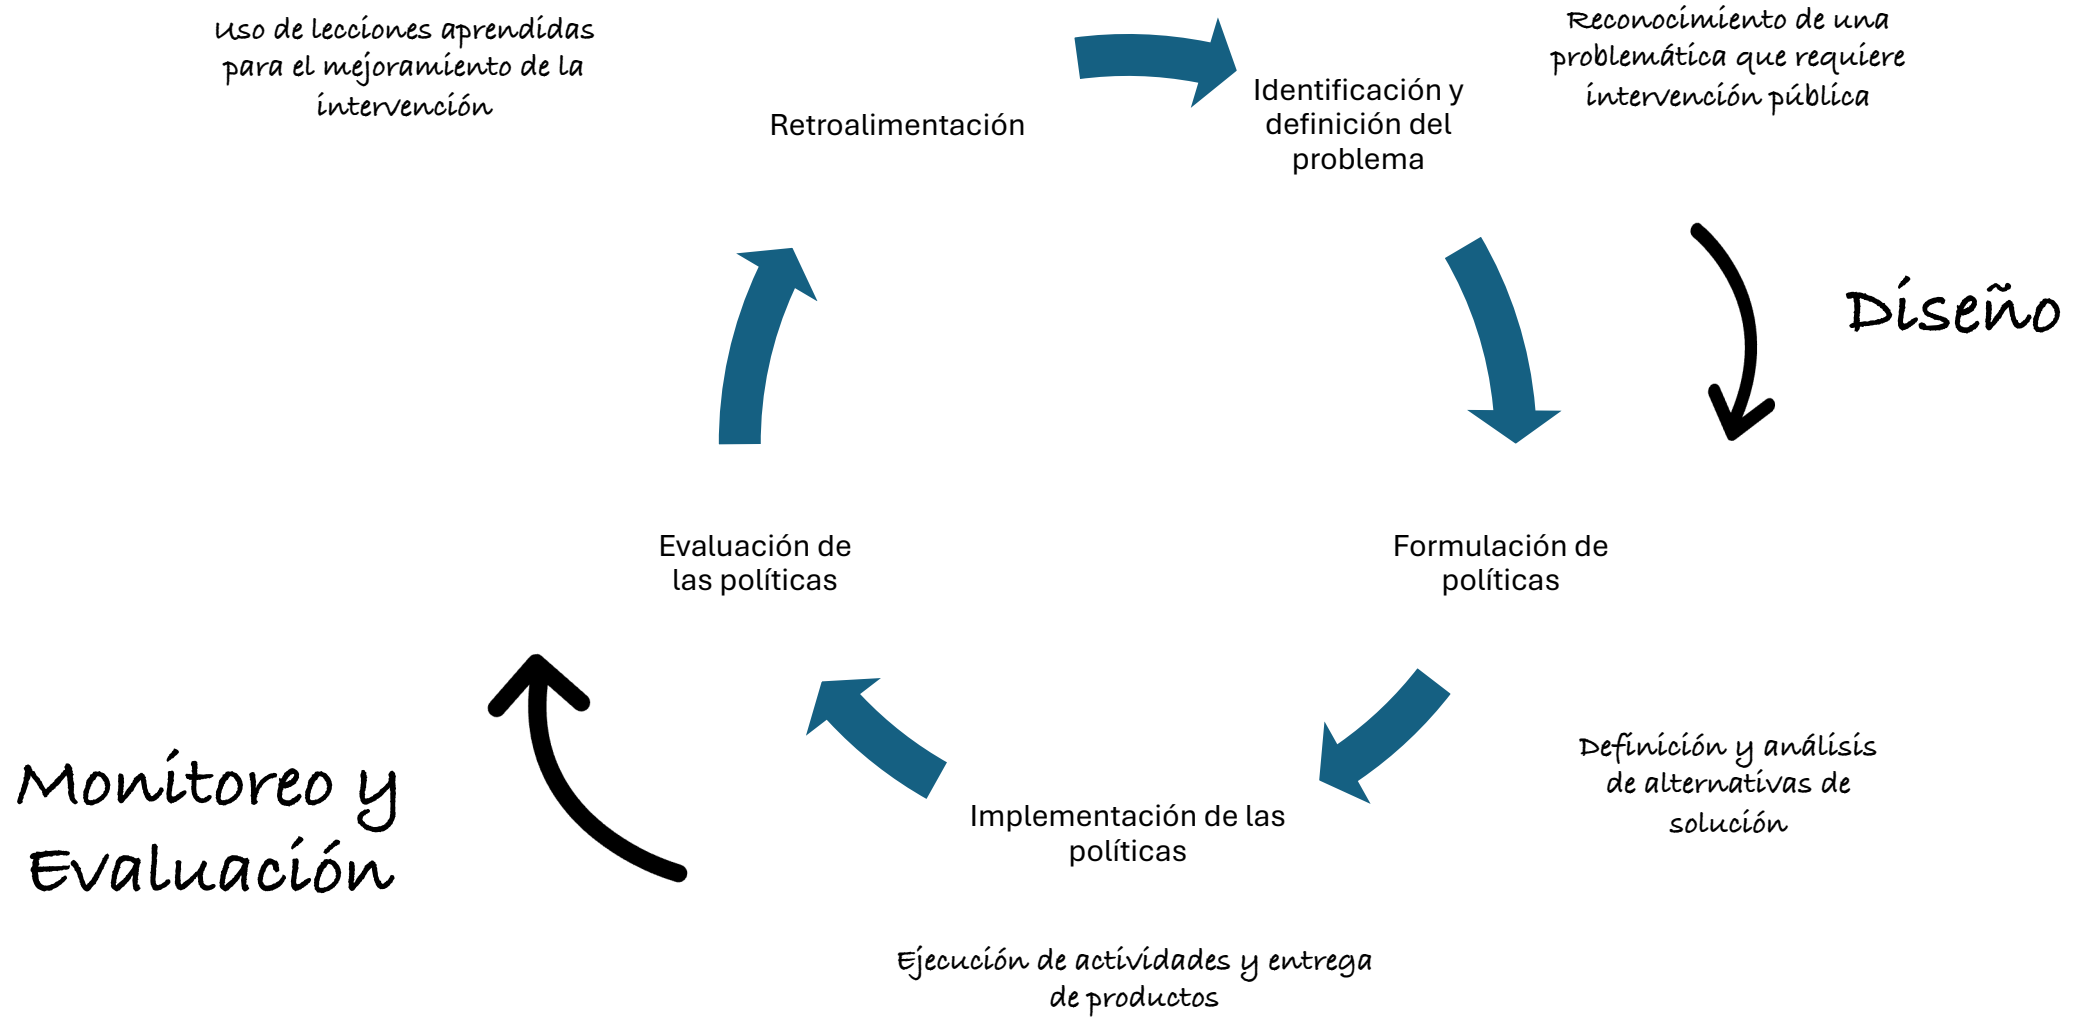 Uso de lecciones aprendidas
para el mejoramiento de la
intervención
Retroalimentación
Identificación y
definición del
problema
Reconocimiento de una
problemática que requiere
intervención pública
Diseño
Evaluación de
las políticas
Formulación de
políticas
Monitoreo y
Evaluación
Implementación de las
políticas
Definición y análisis
de alternativas de
solución
Ejecución de actividades y entrega
de productos